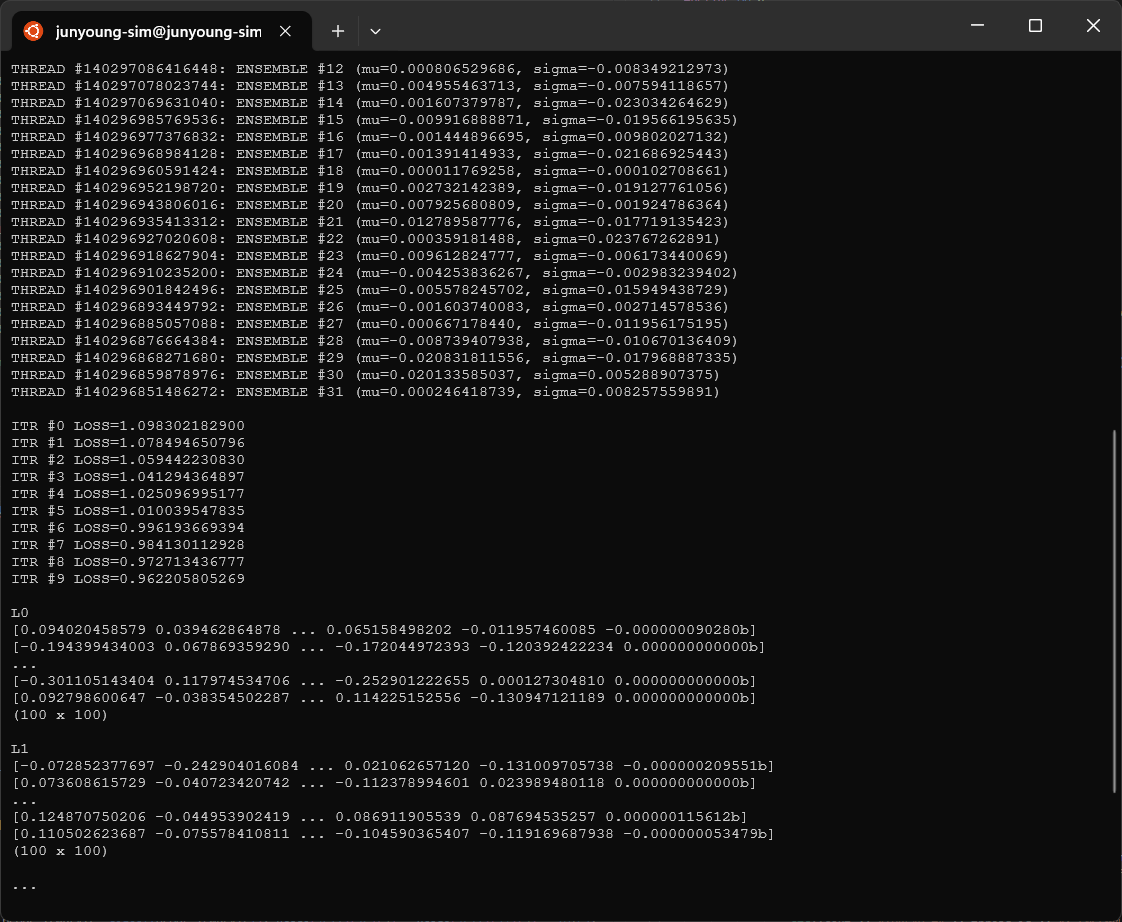 junyoung-sim@junyoung-sim
THREAD #140297086416448: ENSEMBLE #12 (mu=0.000806529686, sigma=-0.008349212973)
THREAD #140297078023744: ENSEMBLE #13 (mu=0.004955463713, sigma=-0.007594118657)
THREAD #140297069631040: ENSEMBLE #14 (mu=0.001607379787, sigma=-0.023034264629)
THREAD #140296985769536: ENSEMBLE #15 (mu=-0.009916888871, sigma=-0.019566195635)
THREAD #140296977376832: ENSEMBLE #16 (mu=-0.001444896695, sigma=0.009802027132)
THREAD #140296968984128: ENSEMBLE #17 (mu=0.001391414933, sigma=-0.021686925443)
THREAD #140296960591424: ENSEMBLE #18 (mu=0.000011769258, sigma=-0.000102708661)
THREAD #140296952198720: ENSEMBLE #19 (mu=0.002732142389, sigma=-0.019127761056)
THREAD #140296943806016: ENSEMBLE #20 (mu=0.007925680809, sigma=-0.001924786364)
THREAD #140296935413312: ENSEMBLE #21 (mu=0.012789587776, sigma=-0.017719135423)
THREAD #140296927020608: ENSEMBLE #22 (mu=0.000359181488, sigma=0.023767262891)
THREAD #140296918627904: ENSEMBLE #23 (mu=0.009612824777, sigma=-0.006173440069)
THREAD #140296910235200: ENSEMBLE #24 (mu=-0.004253836267, sigma=-0.002983239402)
THREAD #140296901842496: ENSEMBLE #25 (mu=-0.005578245702, sigma=0.015949438729)
THREAD #140296893449792: ENSEMBLE #26 (mu=-0.001603740083, sigma=0.002714578536)
THREAD #140296885057088: ENSEMBLE #27 (mu=0.000667178440, sigma=-0.011956175195)
THREAD #140296876664384: ENSEMBLE #28 (mu=-0.008739407938, sigma=-0.010670136409)
THREAD #140296868271680: ENSEMBLE #29 (mu=-0.020831811556, sigma=-0.017968887335)
THREAD #140296859878976: ENSEMBLE #30 (mu=0.020133585037, sigma=0.005288907375)
THREAD #140296851486272: ENSEMBLE #31 (mu=0.000246418739, sigma=0.008257559891)
ITR #0 LOSS=1.098302182900
ITR #1 LOSS=1.078494650796
ITR #2 LOSS=1.059442230830
ITR #3 LOSS=1.041294364897
ITR #4 LOSS=1.025096995177
ITR #5 LOSS=1.010039547835
ITR #6 LOSS=0.996193669394
ITR #7 LOSS=0.984130112928
ITR #8 LOSS=0.972713436777
ITR #9 LOSS=0.962205805269
L0
[0.094020458579 0.039462864878 ... 0.065158498202 -0.011957460085 -0.000000090280b]
[-0.194399434003 0.067869359290 ... -0.172044972393 -0.120392422234 0.000000000000b]
...
[-0.301105143404 0.117974534706 ... -0.252901222655 0.000127304810 0.000000000000b]
[0.092798600647 -0.038354502287 ... 0.114225152556 -0.130947121189 0.000000000000b]
(100 x 100)
L1
[-0.072852377697 -0.242904016084 ... 0.021062657120 -0.131009705738 -0.000000209551b]
[0.073608615729 -0.040723420742 ... -0.112378994601 0.023989480118 0.000000000000b]
...
[0.124870750206 -0.044953902419 ... 0.086911905539 0.087694535257 0.000000115612b]
[0.110502623687 -0.075578410811 ... -0.104590365407 -0.119169687938 -0.000000053479b]
(100 x 100)
...